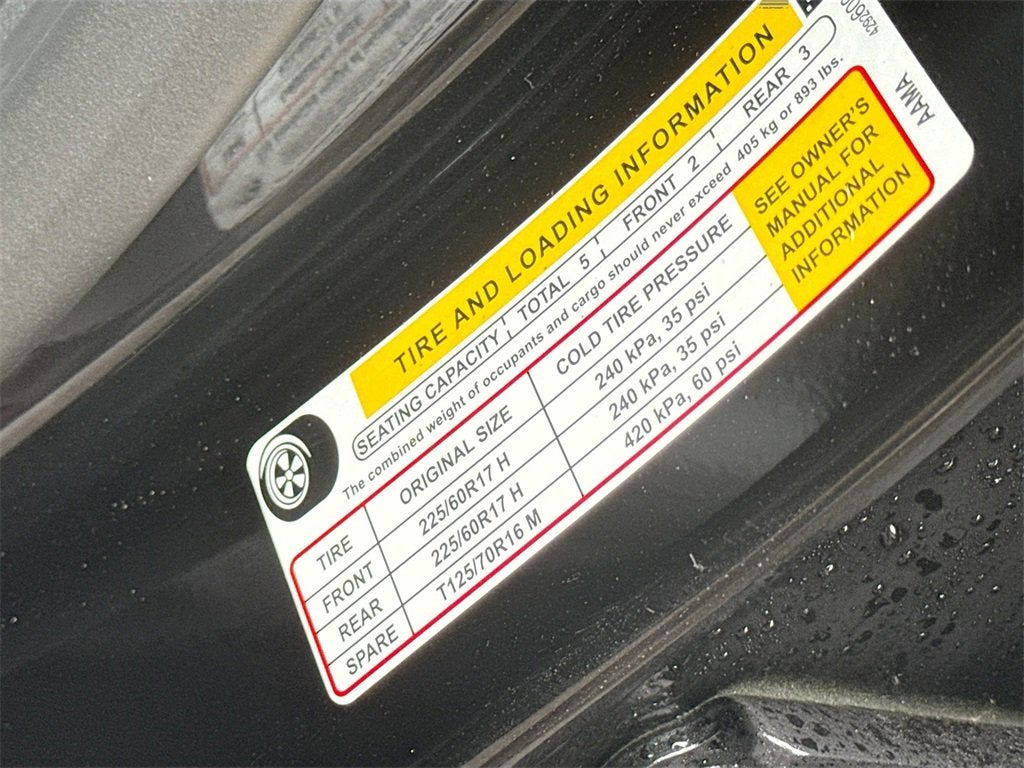 TIRE AND LOADING INFORMATION
SEATING CAPACITY TOTAL 5 FRONT 2 REAR 3
The combined weight of occupants and cargo should never exceed 405 kg or 893 lbs.
TIRE ORIGINAL SIZE COLD TIRE PRESSURE
FRONT 225/60R17 H 240 kPa, 35 psi
REAR 225/60R17 H 240 kPa, 35 psi
SPARE T125/70R16 M 420 kPa, 60 psi
SEE OWNER'S
MANUAL FOR
ADDITIONAL
INFORMATION
AAMA